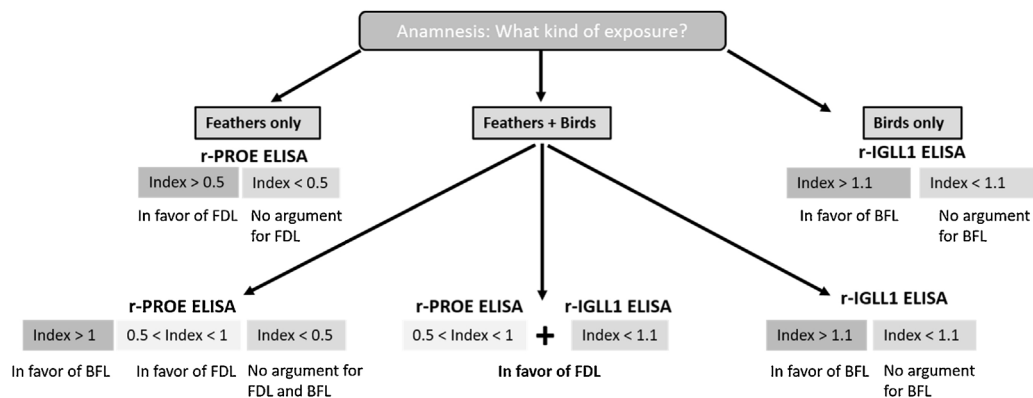 Anamnesis: What kind of exposure?
Feathers only
Feathers + Birds
Birds only
r-PROE ELISA
r-IGLL1 ELISA
Index > 0.5
Index < 0.5
Index > 1.1
Index < 1.1
In favor of FDL
No argument
for FDL
In favor of BFL
No argument
for BFL
r-PROE ELISA
Index > 1
0.5 < Index < 1
Index < 0.5
In favor of BFL
In favor of FDL
No argument for
FDL and BFL
r-PROE ELISA
r-IGLL1 ELISA
0.5 < Index < 1
+
Index < 1.1
In favor of FDL
r-IGLL1 ELISA
Index > 1.1
Index < 1.1
In favor of BFL
No argument
for BFL